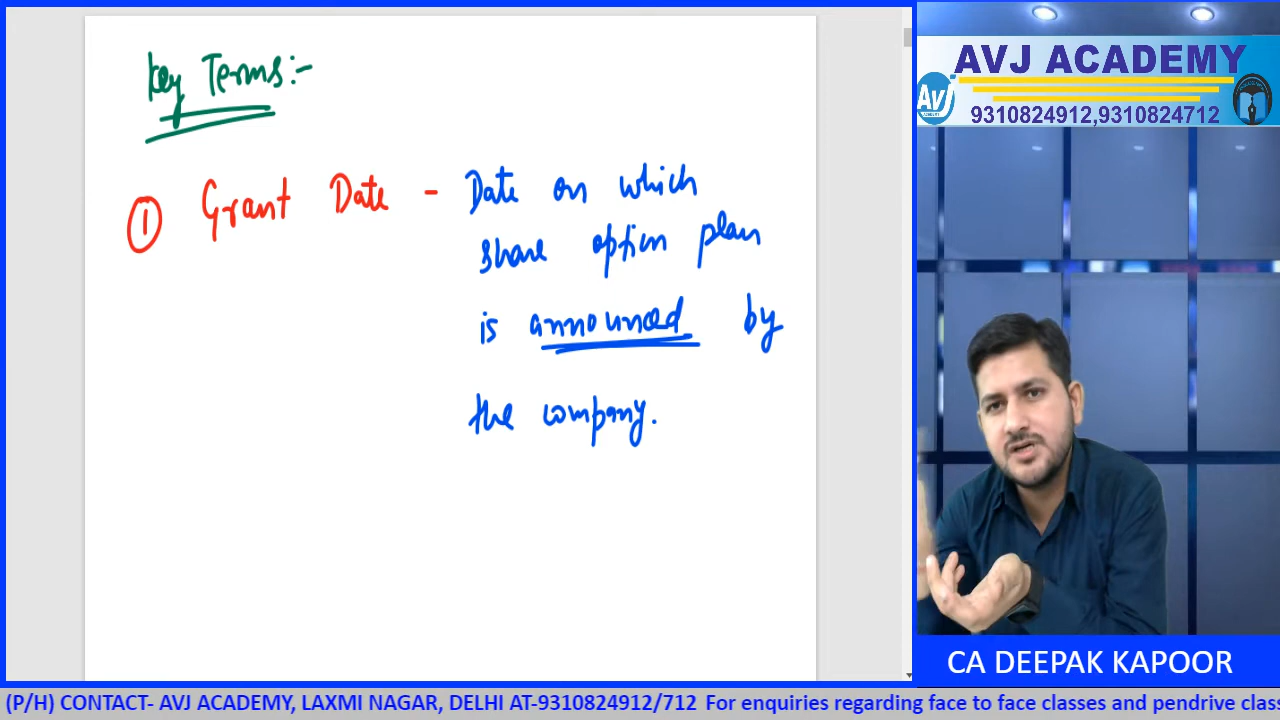 Key Terms:-
① Grant Date - Date on which
share option plan
is announced by
the company.
AVJ ACADEMY
AVJ
9310824912,9310824712
CA DEEPAK KAPOOR
(P/H) CONTACT- AVJ ACADEMY, LAXMI NAGAR, DELHI AT-9310824912/712 For enquiries regarding face to face classes and pendrive clas